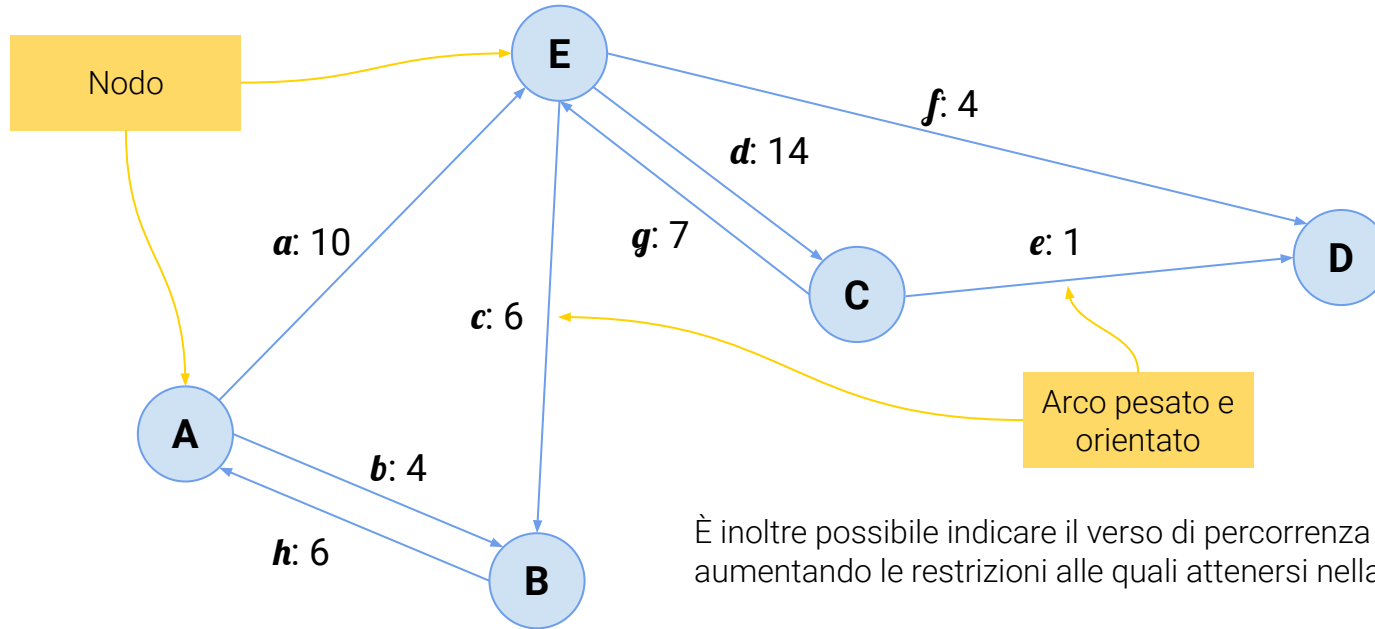 Nodo
E
f: 4
d: 14
a: 10
g: 7
e: 1
D
C
c: 6
Arco pesato e
orientato
A
b: 4
h: 6
B
È inoltre possibile indicare il verso di percorrenza
aumentando le restrizioni alle quali attenersi nella